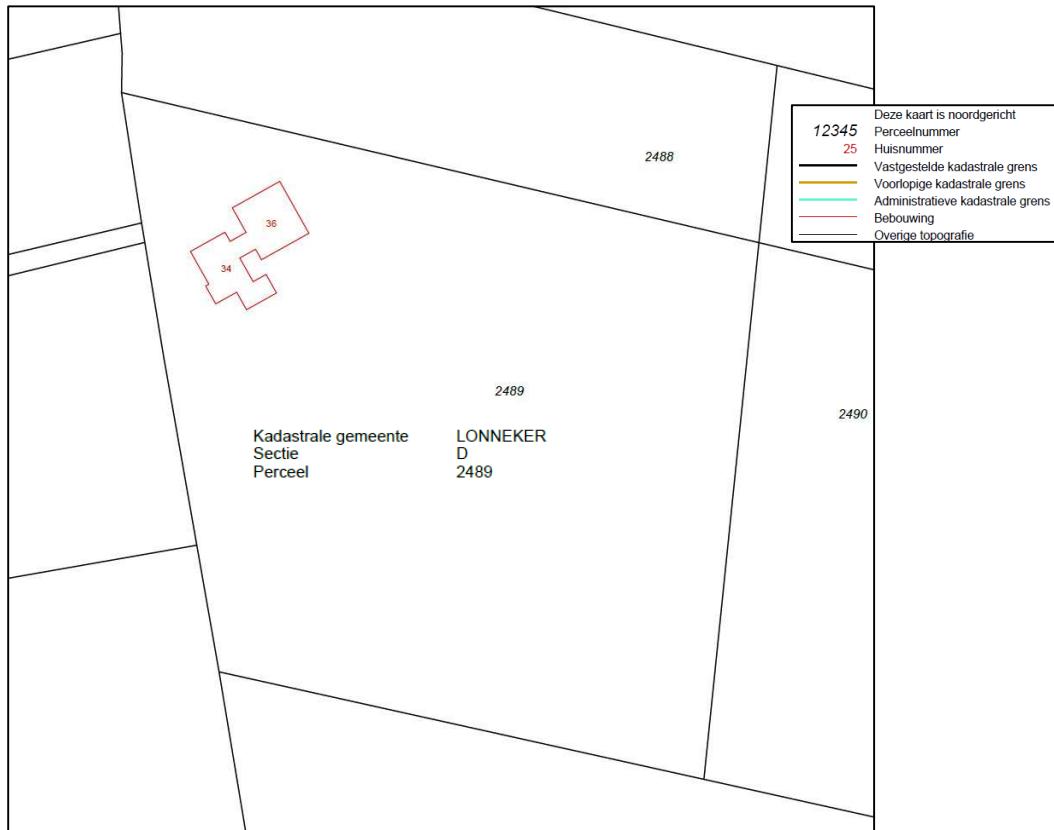 2488
Deze kaart is noordgericht
12345 Perceelnummer
25 Huisnummer
Vastgestelde kadastrale grens
Voorlopige kadastrale grens
Administratieve kadastrale grens
Bebouwing
Overige topografie
36
34
2489
2490
Kadastrale gemeente LONNEKER
Sectie D
Perceel 2489